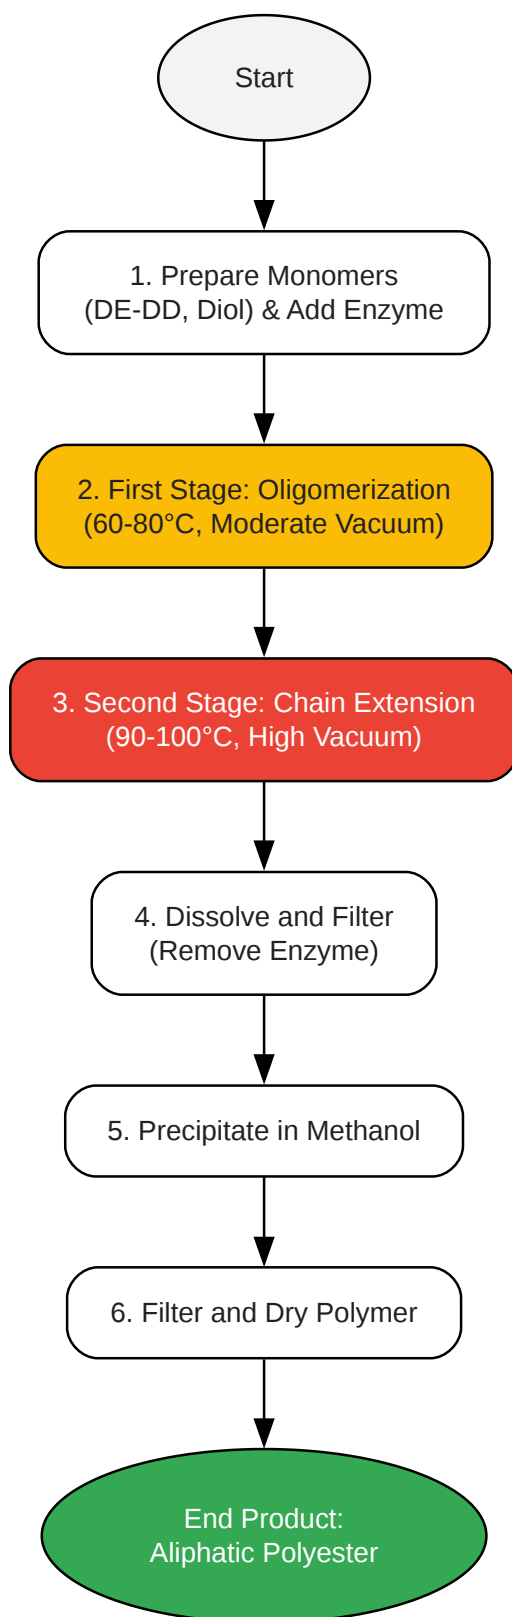 Start
1. Prepare Monomers
(DE-DD, Diol) & Add Enzyme
2. First Stage: Oligomerization
(60-80°C, Moderate Vacuum)
3. Second Stage: Chain Extension
(90-100°C, High Vacuum)
4. Dissolve and Filter
(Remove Enzyme)
5. Precipitate in Methanol
6. Filter and Dry Polymer
End Product:
Aliphatic Polyester